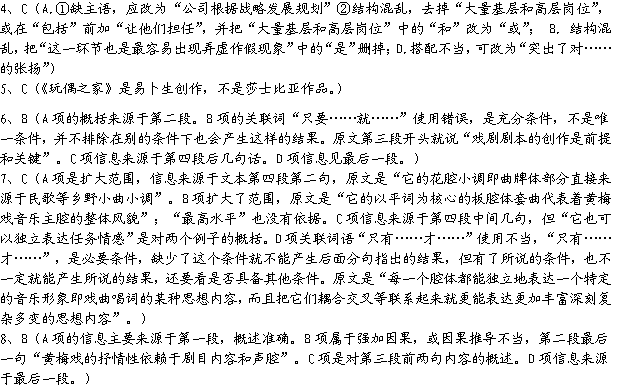 4、C（A.①缺主语，应改为“公司根据战略发展规划”②结构混乱，去掉“大量基层和高层岗位”，
或在“包括”前加“让他们担任”，并把“大量基层和高层岗位”中的“和”改为“或”； B. 结构混
乱，把“这一环节也是最容易出现弄虚作假现象”中的“是”删掉；D.搭配不当，可改为“突出了对……
的张扬”）
5、C（《玩偶之家》是易卜生创作，不是莎士比亚作品。）
6、B（A项的概括来源于第二段。B项的关联词“只要……就……”使用错误，是充分条件，不是唯
一条件，并不排除在别的条件下也会产生这样的结果。原文第三段开头就说“戏剧剧本的创作是前提
和关键”。C项信息来源于第四段后几句话。D项信息见最后一段。）
7、C（A项是扩大范围，信息来源于文本第四段第二句，原文是“它的花腔小调即曲牌体部分直接来
源于民歌等乡野小曲小调”。B项扩大了范围，原文是“它的以平词为核心的板腔体套曲代表着黄梅
戏音乐主腔的整体风貌”；“最高水平”也没有依据。C项信息来源于第四段中间几句，但“它也可
以独立表达任务情感”是对两个例子的概括。D项关联词语“只有……才……”使用不当，“只有……
才……”，是必要条件，缺少了这个条件就不能产生后面分句指出的结果，但有了所说的条件，也不
一定就能产生所说的结果，还要看是否具备其他条件。原文是“每一个腔体都能独立地表达一个特定
的音乐形象即戏曲唱词的某种思想内容，而且把它们耦合交叉等联系起来就更能表达更加丰富深刻复
杂多变的思想内容”。）
8、B（A项的信息主要来源于第一段，概述准确。B项属于强加因果，或因果推导不当，第二段最后
一句“黄梅戏的抒情性依赖于剧目内容和声腔”。C项是对第三段前两句内容的概述。D项信息来源
于最后一段。）